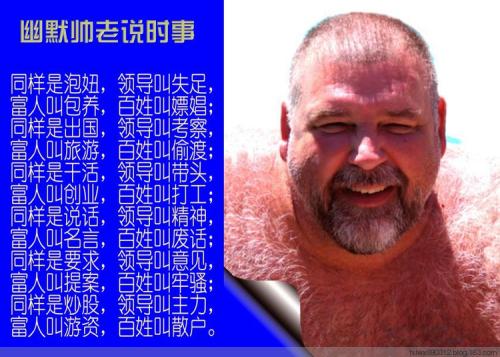 幽默帅老说时事
同样是泡妞，领导叫失足，
富人叫包养，百姓叫嫖娼；
同样是出国，领导叫考察，
富人叫旅游，百姓叫偷渡；
同样是干活，领导叫带头，
富人叫创业，百姓叫打工；
同样是说话，领导叫精神，
富人叫名言，百姓叫废话；
同样是要求，领导叫意见，
富人叫提案，百姓叫牢骚；
同样是炒股，领导叫主力，
富人叫游资，百姓叫散户。